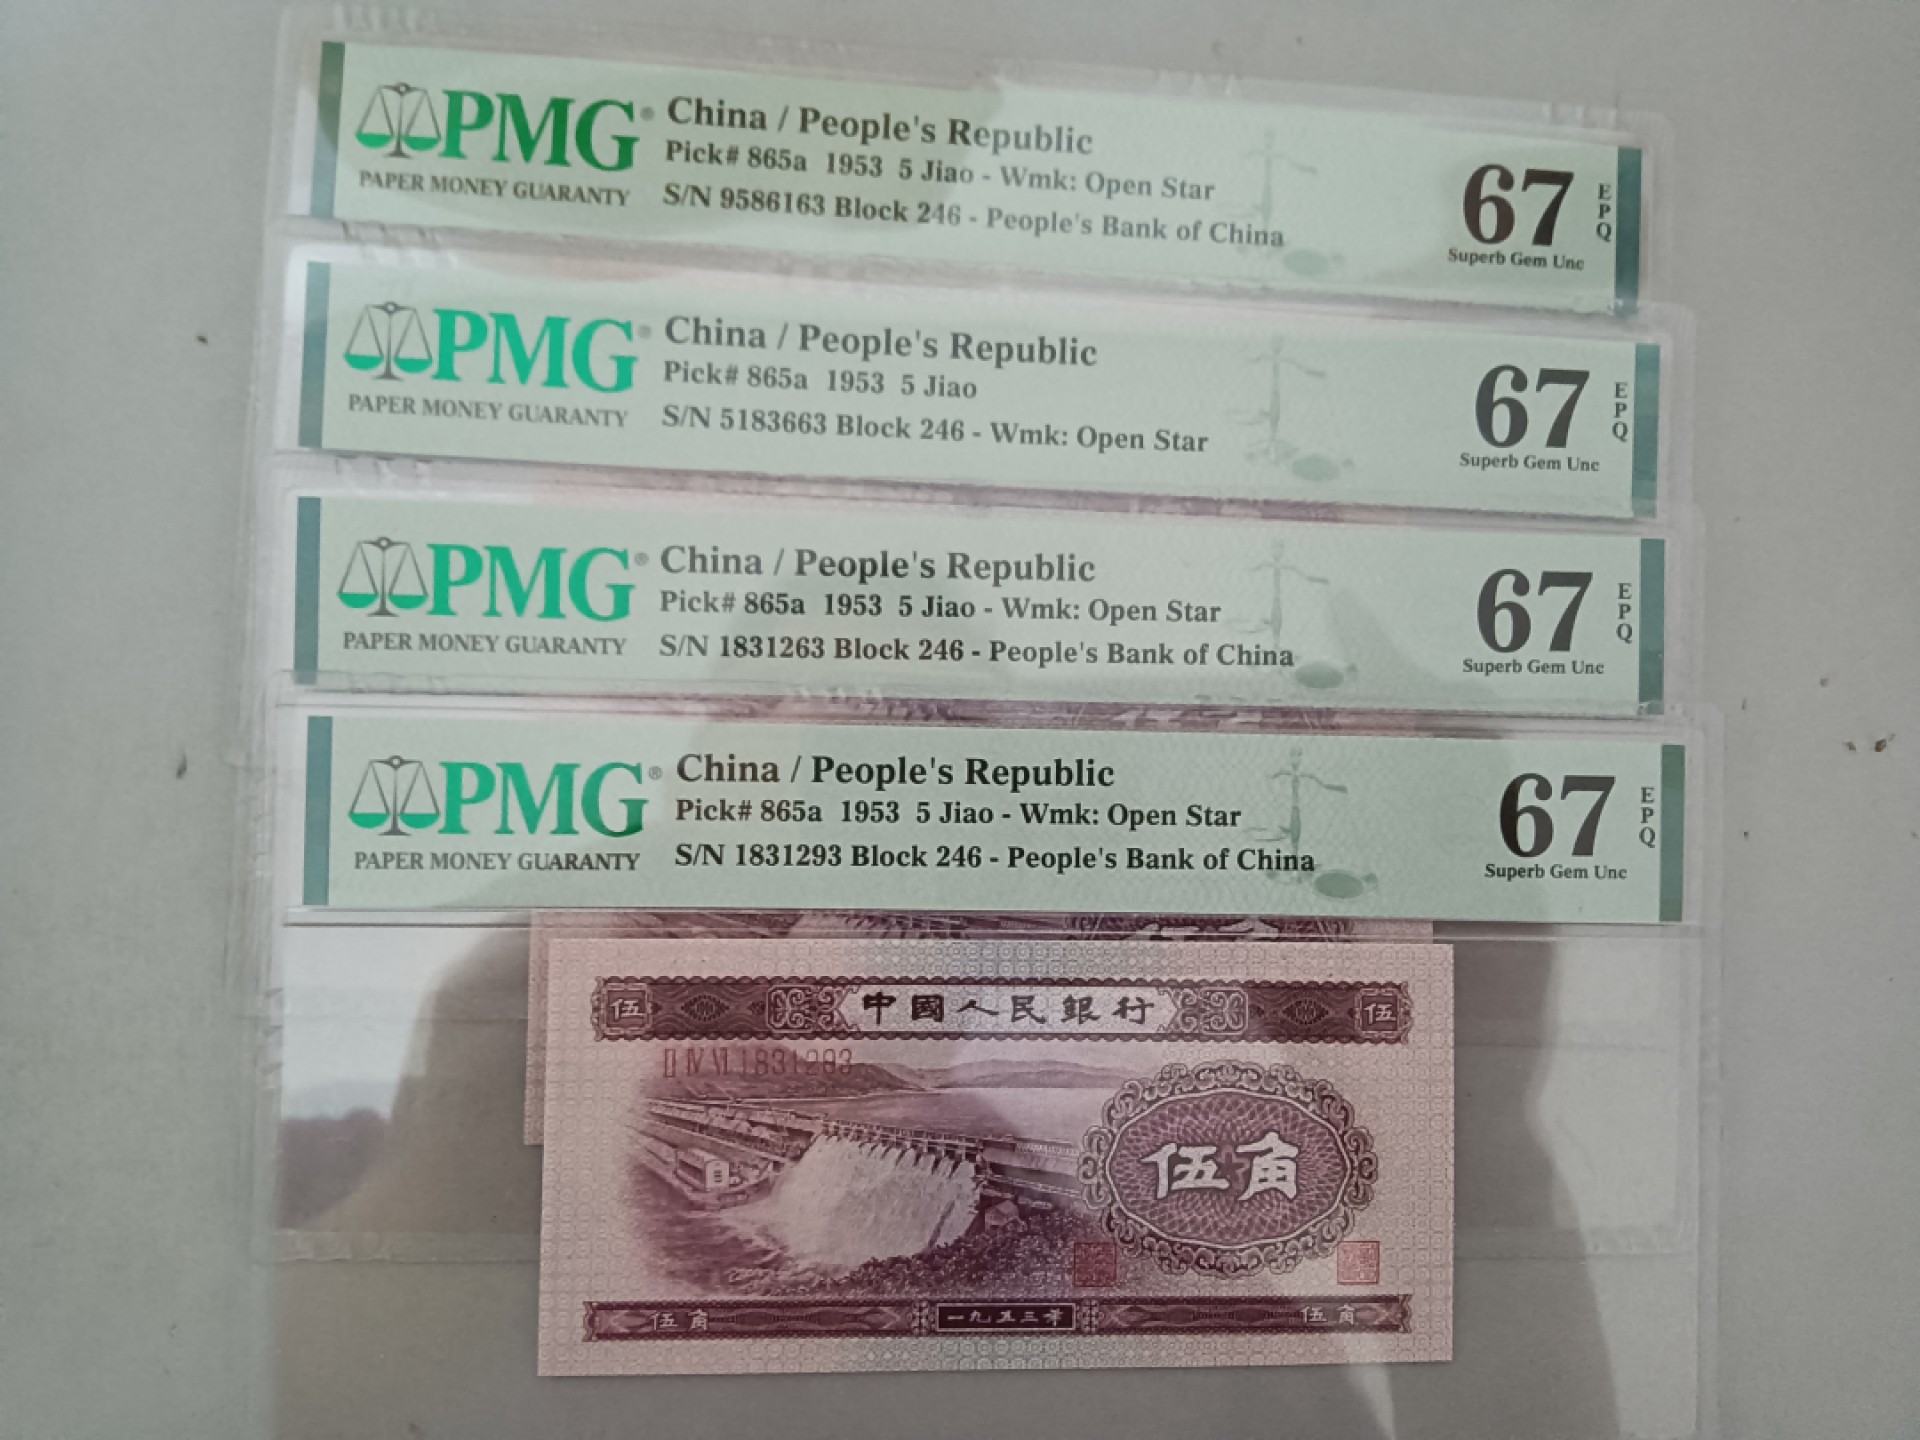 PMG®
PAPER MONEY GUARANTY
China / People's Republic
Pick# 865a 1953 5 Jiao - Wmk: Open Star
S/N 9586163 Block 246 - People's Bank of China
67
EPQ
Superb Gem Unc
PMG®
PAPER MONEY GUARANTY
China / People's Republic
Pick# 865a 1953 5 Jiao
S/N 5183663 Block 246 - Wmk: Open Star
67
EPQ
Superb Gem Unc
PMG®
PAPER MONEY GUARANTY
China / People's Republic
Pick# 865a 1953 5 Jiao - Wmk: Open Star
S/N 1831263 Block 246 - People's Bank of China
67
EPQ
Superb Gem Unc
PMG®
PAPER MONEY GUARANTY
China / People's Republic
Pick# 865a 1953 5 Jiao - Wmk: Open Star
S/N 1831293 Block 246 - People's Bank of China
67
EPQ
Superb Gem Unc
伍 中國人民銀行 伍
II IV VI 1831293
伍角
伍角 一九五三年 伍角